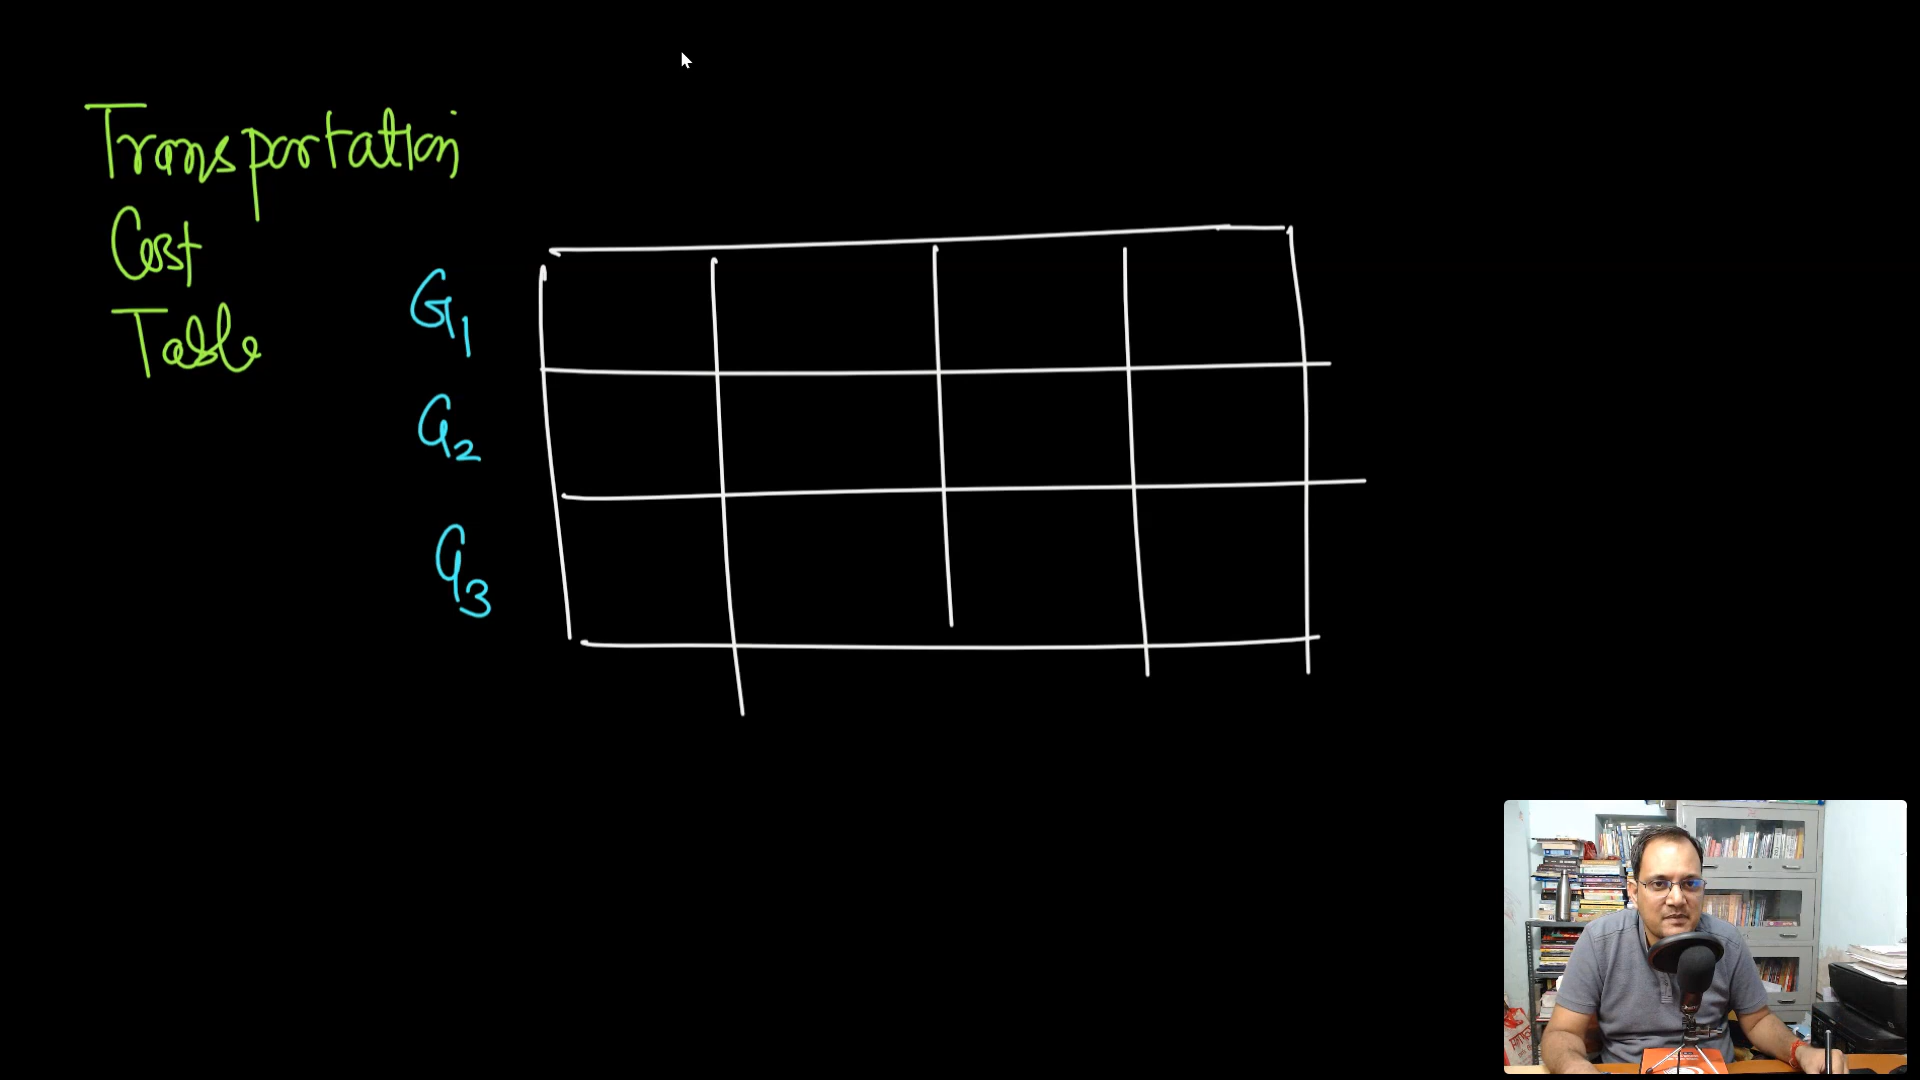 Transportation
Cost
Table
G1
G2
G3